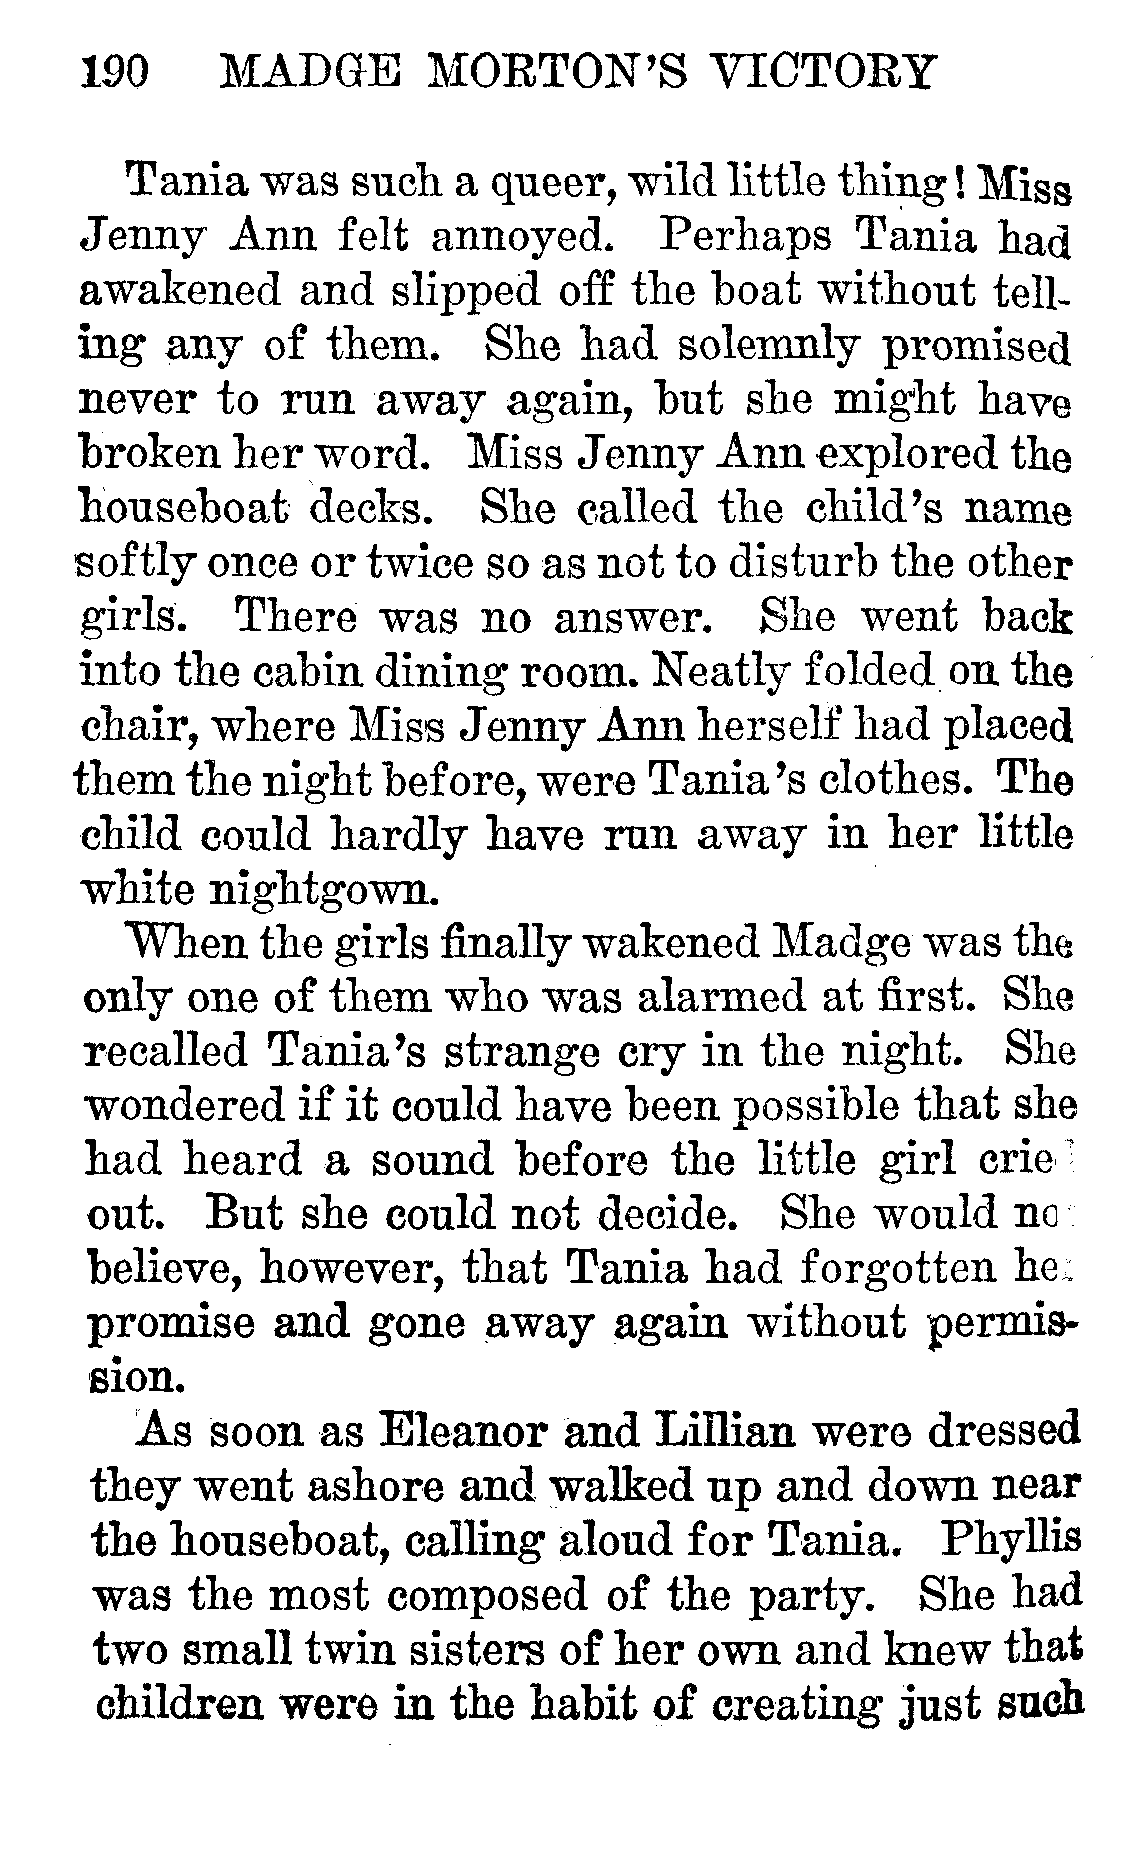 190 MADGE MORTON'S VICTORY
Tania was such a queer, wild little thing! Miss
Jenny Ann felt annoyed. Perhaps Tania had
awakened and slipped off the boat without tell-
ing any of them. She had solemnly promised
never to run away again, but she might have
broken her word. Miss Jenny Ann explored the
houseboat decks. She called the child's name
softly once or twice so as not to disturb the other
girls. There was no answer. She went back
into the cabin dining room. Neatly folded on the
chair, where Miss Jenny Ann herself had placed
them the night before, were Tania's clothes. The
child could hardly have run away in her little
white nightgown.
When the girls finally wakened Madge was the
only one of them who was alarmed at first. She
recalled Tania's strange cry in the night. She
wondered if it could have been possible that she
had heard a sound before the little girl crie
out. But she could not decide. She would no
believe, however, that Tania had forgotten he
promise and gone away again without permis-
sion.
As soon as Eleanor and Lillian were dressed
they went ashore and walked up and down near
the houseboat, calling aloud for Tania. Phyllis
was the most composed of the party. She had
two small twin sisters of her own and knew that
children were in the habit of creating just such